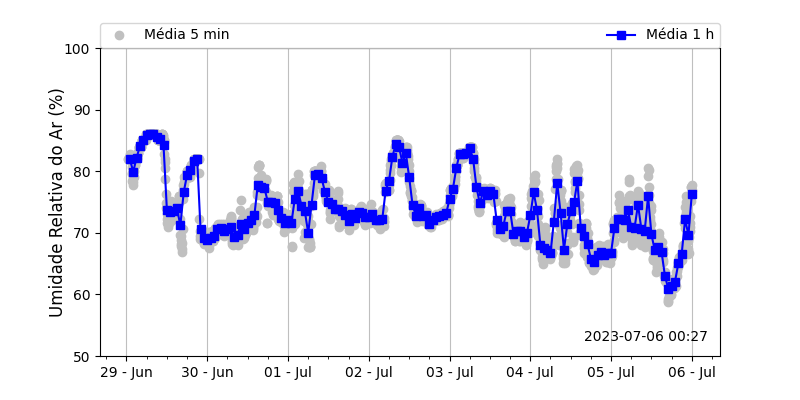 Média 5 min
Média 1 h
Umidade Relativa do Ar (%)
100
90
80
70
60
50
2023-07-06 00:27
29 - Jun
30 - Jun
01 - Jul
02 - Jul
03 - Jul
04 - Jul
05 - Jul
06 - Jul